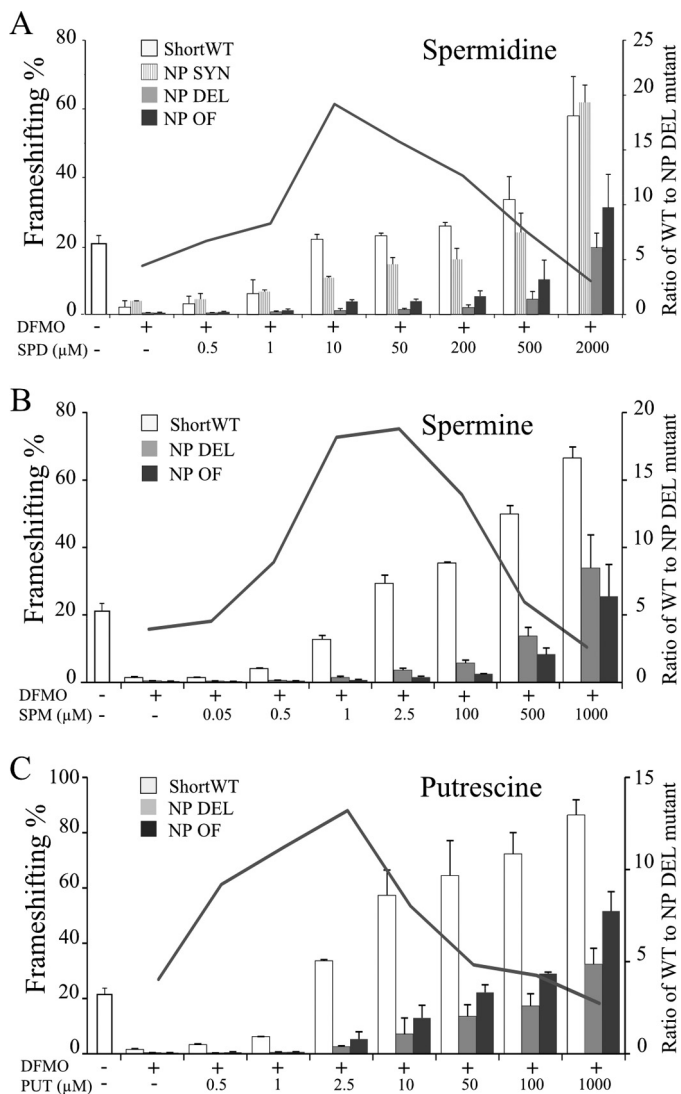 A
Spermidine
ShortWT
NP SYN
NP DEL
NP OF
Frameshifting %
80
60
40
20
0
Ratio of WT to NP DEL mutant
25
20
15
10
5
0
DFMO - + + + + + + + +
SPD (µM) - - 0.5 1 10 50 200 500 2000
B
Spermine
ShortWT
NP DEL
NP OF
Frameshifting %
80
60
40
20
0
Ratio of WT to NP DEL mutant
20
15
10
5
0
DFMO - + + + + + + + +
SPM (µM) - - 0.05 0.5 1 2.5 100 500 1000
C
Putrescine
ShortWT
NP DEL
NP OF
Frameshifting %
100
80
60
40
20
0
Ratio of WT to NP DEL mutant
15
10
5
0
DFMO - + + + + + + + +
PUT (µM) - - 0.5 1 2.5 10 50 100 1000